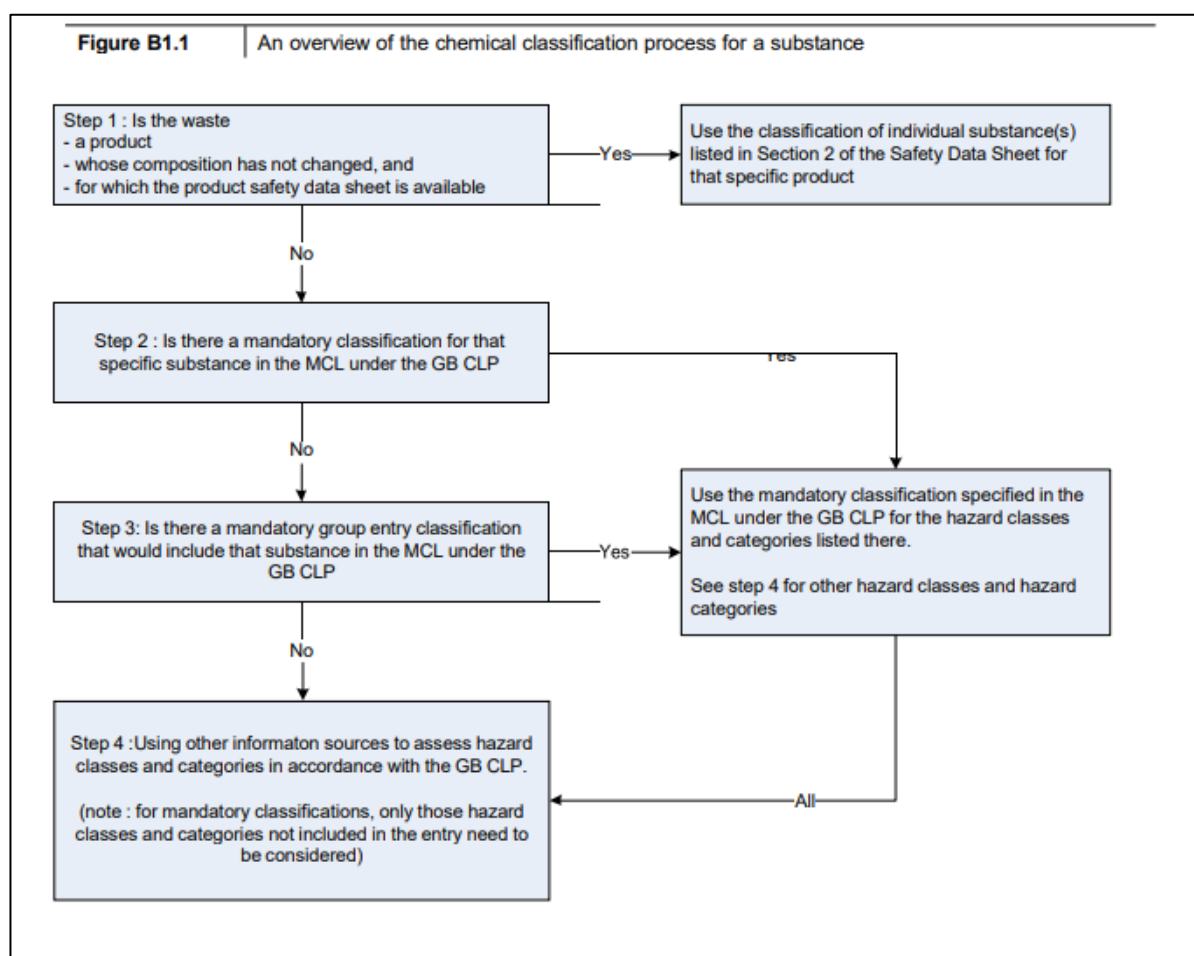 Figure B1.1 An overview of the chemical classification process for a substance
Step 1 : Is the waste
- a product
- whose composition has not changed, and
- for which the product safety data sheet is available
Yes
Use the classification of individual substance(s)
listed in Section 2 of the Safety Data Sheet for
that specific product
No
Step 2 : Is there a mandatory classification for that
specific substance in the MCL under the GB CLP
Yes
No
Step 3: Is there a mandatory group entry classification
that would include that substance in the MCL under the
GB CLP
Yes
Use the mandatory classification specified in the
MCL under the GB CLP for the hazard classes
and categories listed there.
See step 4 for other hazard classes and hazard
categories
No
Step 4 :Using other informaton sources to assess hazard
classes and categories in accordance with the GB CLP.
(note : for mandatory classifications, only those hazard
classes and categories not included in the entry need to
be considered)
All